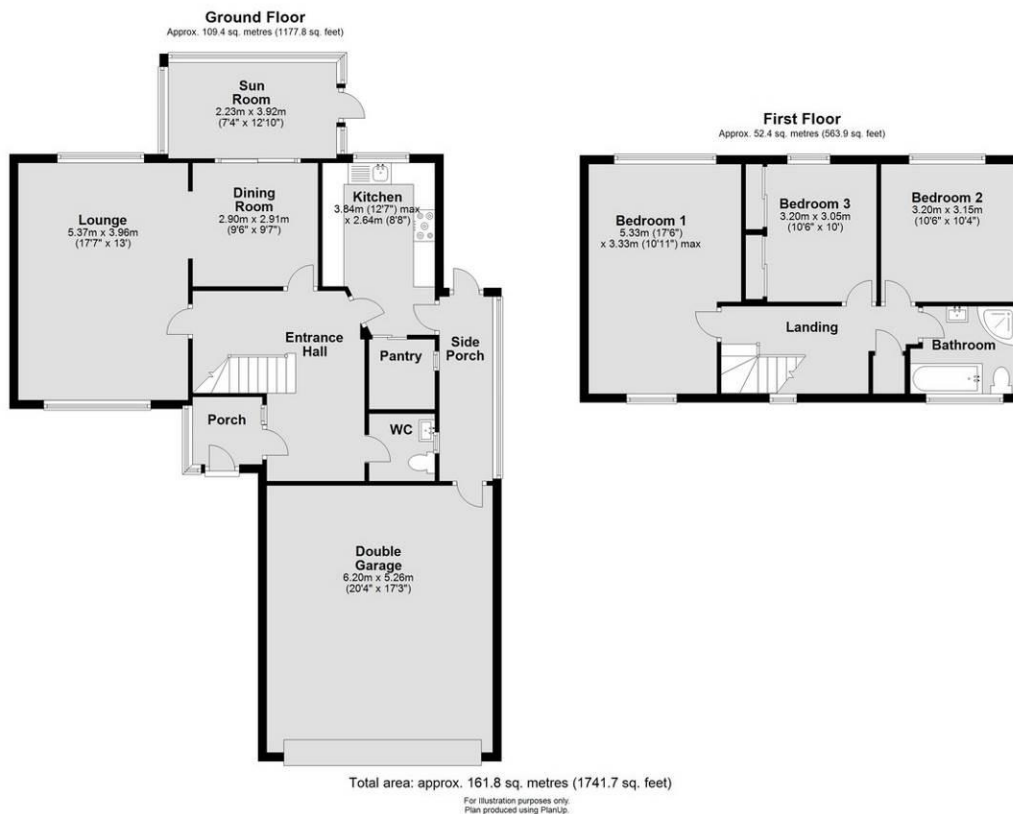 Ground Floor
Approx. 109.4 sq. metres (1177.8 sq. feet)
Sun
Room
2.23m x 3.92m
(7'4" x 12'10")
Lounge
5.37m x 3.96m
(17'7" x 13')
Dining
Room
2.90m x 2.91m
(9'6" x 9'7")
Kitchen
3.84m (12'7") max
x 2.64m (8'8")
Entrance
Hall
Side
Porch
Pantry
Porch
WC
Double
Garage
6.20m x 5.26m
(20'4" x 17'3")
First Floor
Approx. 52.4 sq. metres (563.9 sq. feet)
Bedroom 1
5.33m (17'6")
x 3.33m (10'11") max
Bedroom 3
3.20m x 3.05m
(10'6" x 10')
Bedroom 2
3.20m x 3.15m
(10'6" x 10'4")
Landing
Bathroom
Total area: approx. 161.8 sq. metres (1741.7 sq. feet)
For Illustration purposes only.
Plan produced using PlanUp.